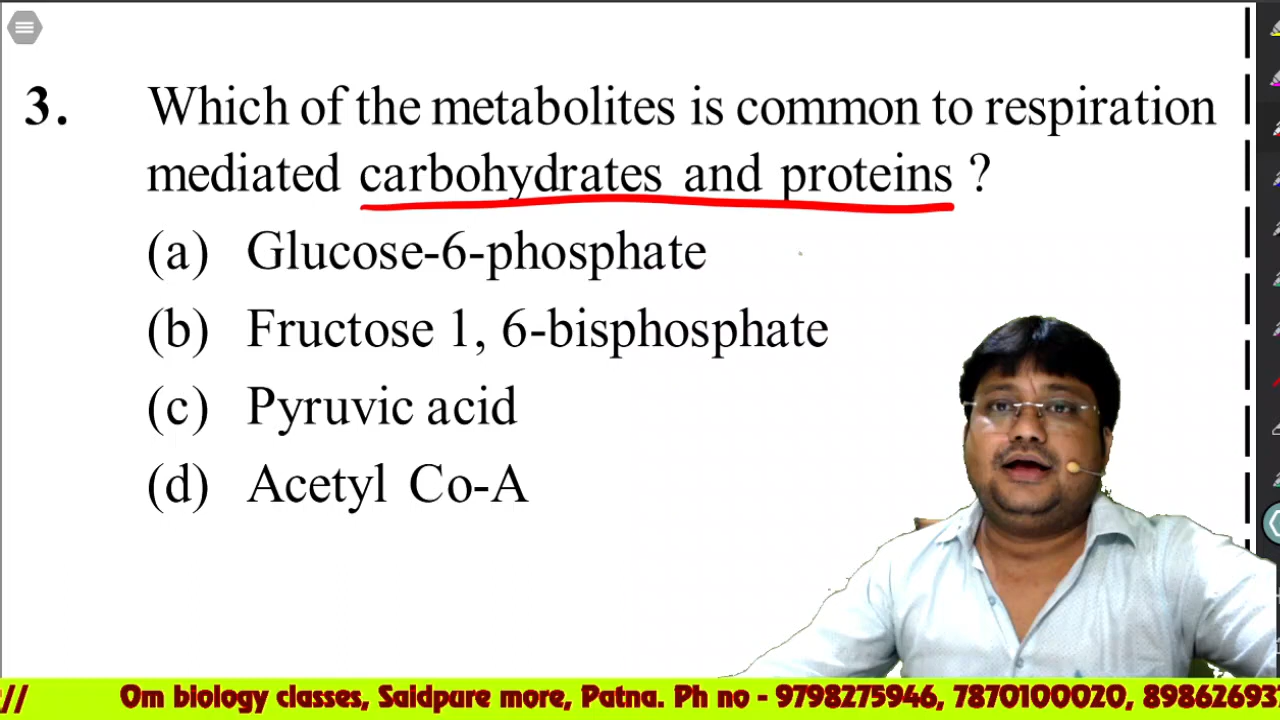 3. Which of the metabolites is common to respiration
mediated carbohydrates and proteins ?
(a) Glucose-6-phosphate
(b) Fructose 1, 6-bisphosphate
(c) Pyruvic acid
(d) Acetyl Co-A
:// Om biology classes, Saidpure more, Patna. Ph no - 9798275946, 7870100020,